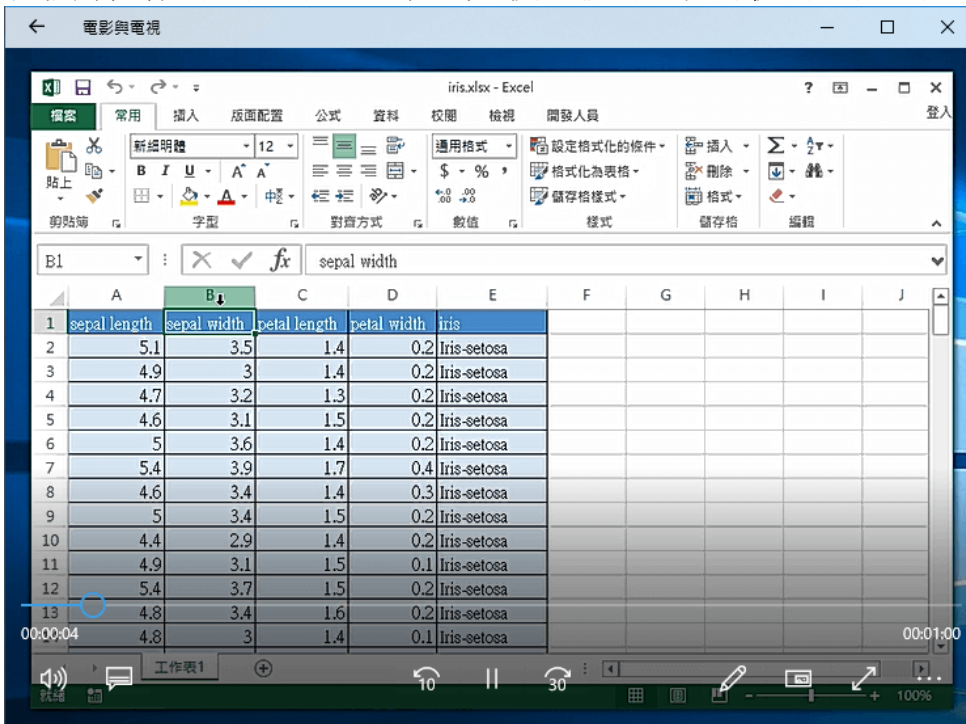 電影與電視
iris.xlsx - Excel
檔案 常用 插入 版面配置 公式 資料 校閱 檢視 開發人員 登入
新細明體 12 通用格式 設定格式化的條件 插入
貼上 B I U A A $ % 格式化為表格 刪除
A 中 .00 .0 儲存格樣式 格式
剪貼簿 字型 對齊方式 數值 樣式 儲存格 編輯
B1 fx sepal width
A B C D E F G H I J
1 sepal length sepal width petal length petal width iris
2 5.1 3.5 1.4 0.2 Iris-setosa
3 4.9 3 1.4 0.2 Iris-setosa
4 4.7 3.2 1.3 0.2 Iris-setosa
5 4.6 3.1 1.5 0.2 Iris-setosa
6 5 3.6 1.4 0.2 Iris-setosa
7 5.4 3.9 1.7 0.4 Iris-setosa
8 4.6 3.4 1.4 0.3 Iris-setosa
9 5 3.4 1.5 0.2 Iris-setosa
10 4.4 2.9 1.4 0.2 Iris-setosa
11 4.9 3.1 1.5 0.1 Iris-setosa
12 5.4 3.7 1.5 0.2 Iris-setosa
13 4.8 3.4 1.6 0.2 Iris-setosa
4.8 3 1.4 0.1 Iris-setosa
00:00:04 00:01:00
工作表1
10 30
就緒 100%